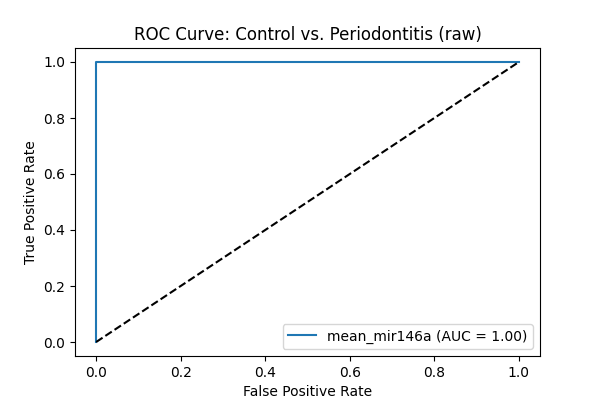 ROC Curve: Control vs. Periodontitis (raw)
True Positive Rate
1.0
0.8
0.6
0.4
0.2
0.0
mean_mir146a (AUC = 1.00)
0.0 0.2 0.4 0.6 0.8 1.0
False Positive Rate